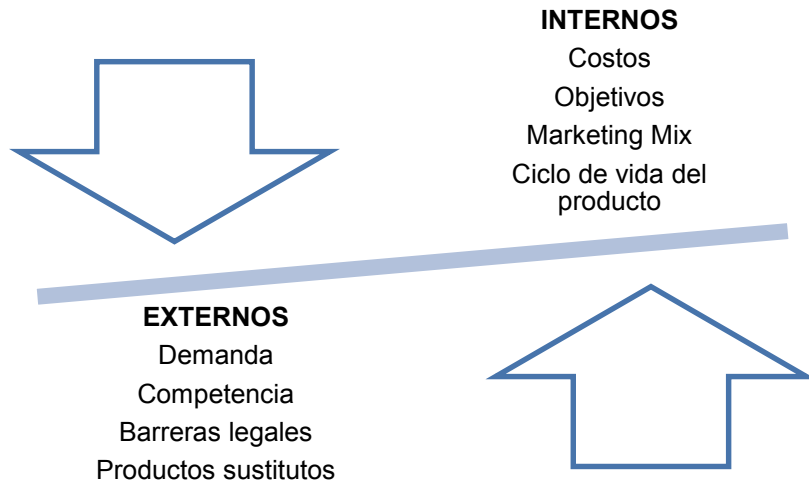 INTERNOS
Costos
Objetivos
Marketing Mix
Ciclo de vida del
producto
EXTERNOS
Demanda
Competencia
Barreras legales
Productos sustitutos